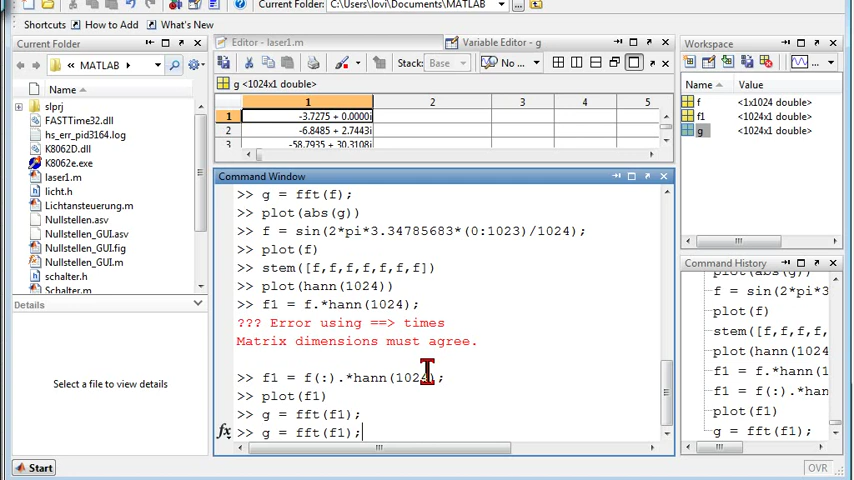 Current Directory: C:\Users\lovi\Documents\MATLAB
Shortcuts How to Add What's New
Current Folder
MATLAB
Name
slprj
FASTTime32.dll
hs_err_pid3164.log
K8062D.dll
K8062e.exe
laser1.m
licht.h
Lichtansteuerung.m
Nullstellen.asv
Nullstellen_GUI.asv
Nullstellen_GUI.fig
Nullstellen_GUI.m
schalter.h
Schalter.m
Details
Select a file to view details
Start
Editor - laser1.m
Variable Editor - g
Stack: Base
No ...
g <1024x1 double>
1 2 3 4 5
1 -3.7275 + 0.0000i
2 -6.8485 + 2.7443i
3 -58.7935 + 30.3108i
Command Window
>> g = fft(f);
>> plot(abs(g))
>> f = sin(2*pi*3.34785683*(0:1023)/1024);
>> plot(f)
>> stem([f,f,f,f,f,f,f])
>> plot(hann(1024))
>> f1 = f.*hann(1024);
??? Error using ==> times
Matrix dimensions must agree.
>> f1 = f(:).*hann(1024);
>> plot(f1)
>> g = fft(f1);
fx >> g = fft(f1);
Workspace
Name Value
f <1x1024 double>
f1 <1024x1 double>
g <1024x1 double>
Command History
plot(abs(g))
f = sin(2*pi*3
plot(f)
stem([f,f,f,f,
plot(hann(1024
f1 = f.*hann(1
f1 = f(:).*han
plot(f1)
g = fft(f1);
OVR